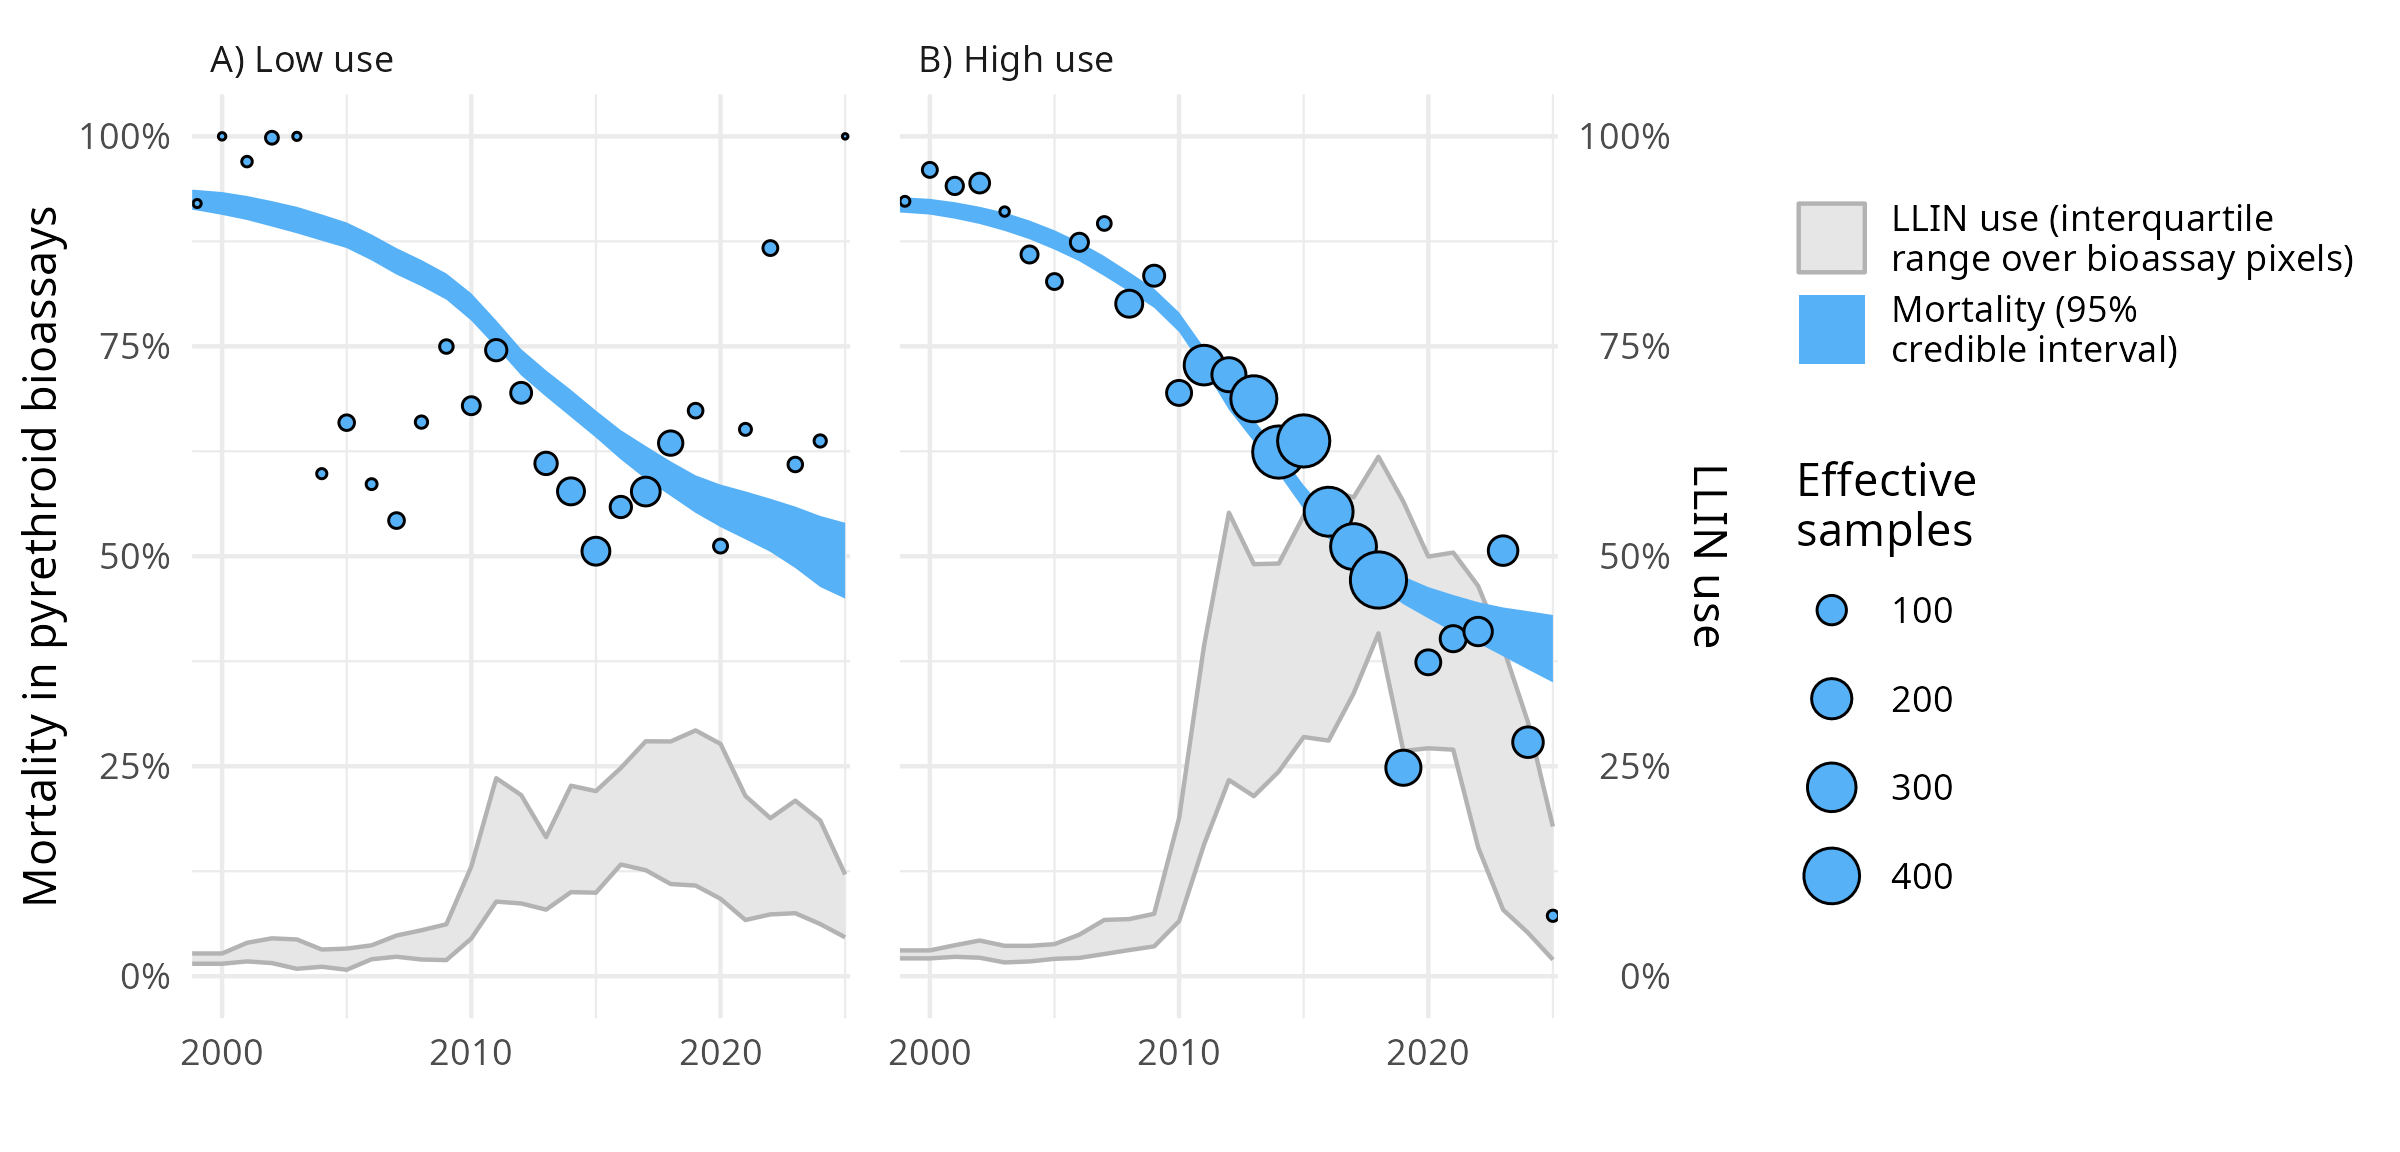 A) Low use
B) High use
Mortality in pyrethroid bioassays
100%
75%
50%
25%
0%
2000
2010
2020
2000
2010
2020
100%
75%
50%
25%
0%
LLIN use
LLIN use (interquartile
range over bioassay pixels)
Mortality (95%
credible interval)
Effective
samples
100
200
300
400